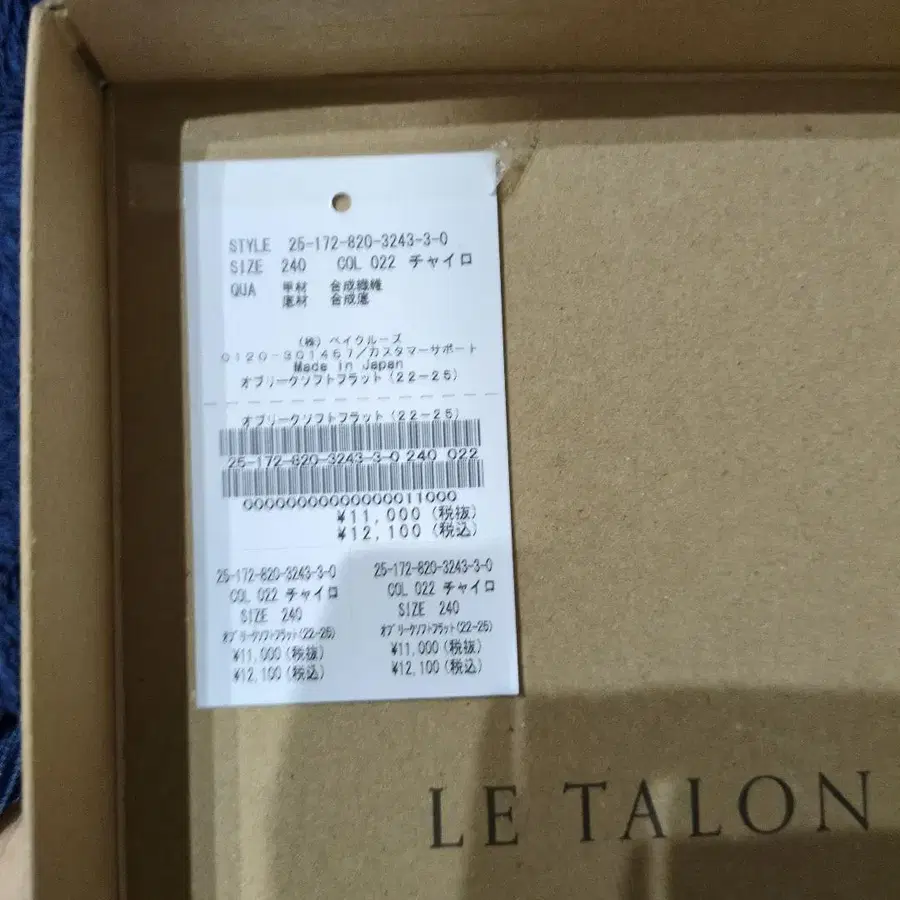 STYLE 25-172-820-3243-3-0
SIZE 240 COL 022 チャイロ
QUA 甲材 合成繊維
底材 合成底
(株) ベイクルーズ
0120-301457/カスタマーサポート
Made in Japan
オブリークソフトフラット(22-25)
オブリークソフトフラット(22-25)
25-172-820-3243-3-0 240 022
0000000000000000011000
¥11,000 (税抜)
¥12,100 (税込)
25-172-820-3243-3-0
COL 022 チャイロ
SIZE 240
オブリークソフトフラット(22-25)
¥11,000 (税抜)
¥12,100 (税込)
25-172-820-3243-3-0
COL 022 チャイロ
SIZE 240
オブリークソフトフラット(22-25)
¥11,000 (税抜)
¥12,100 (税込)
LE TALON